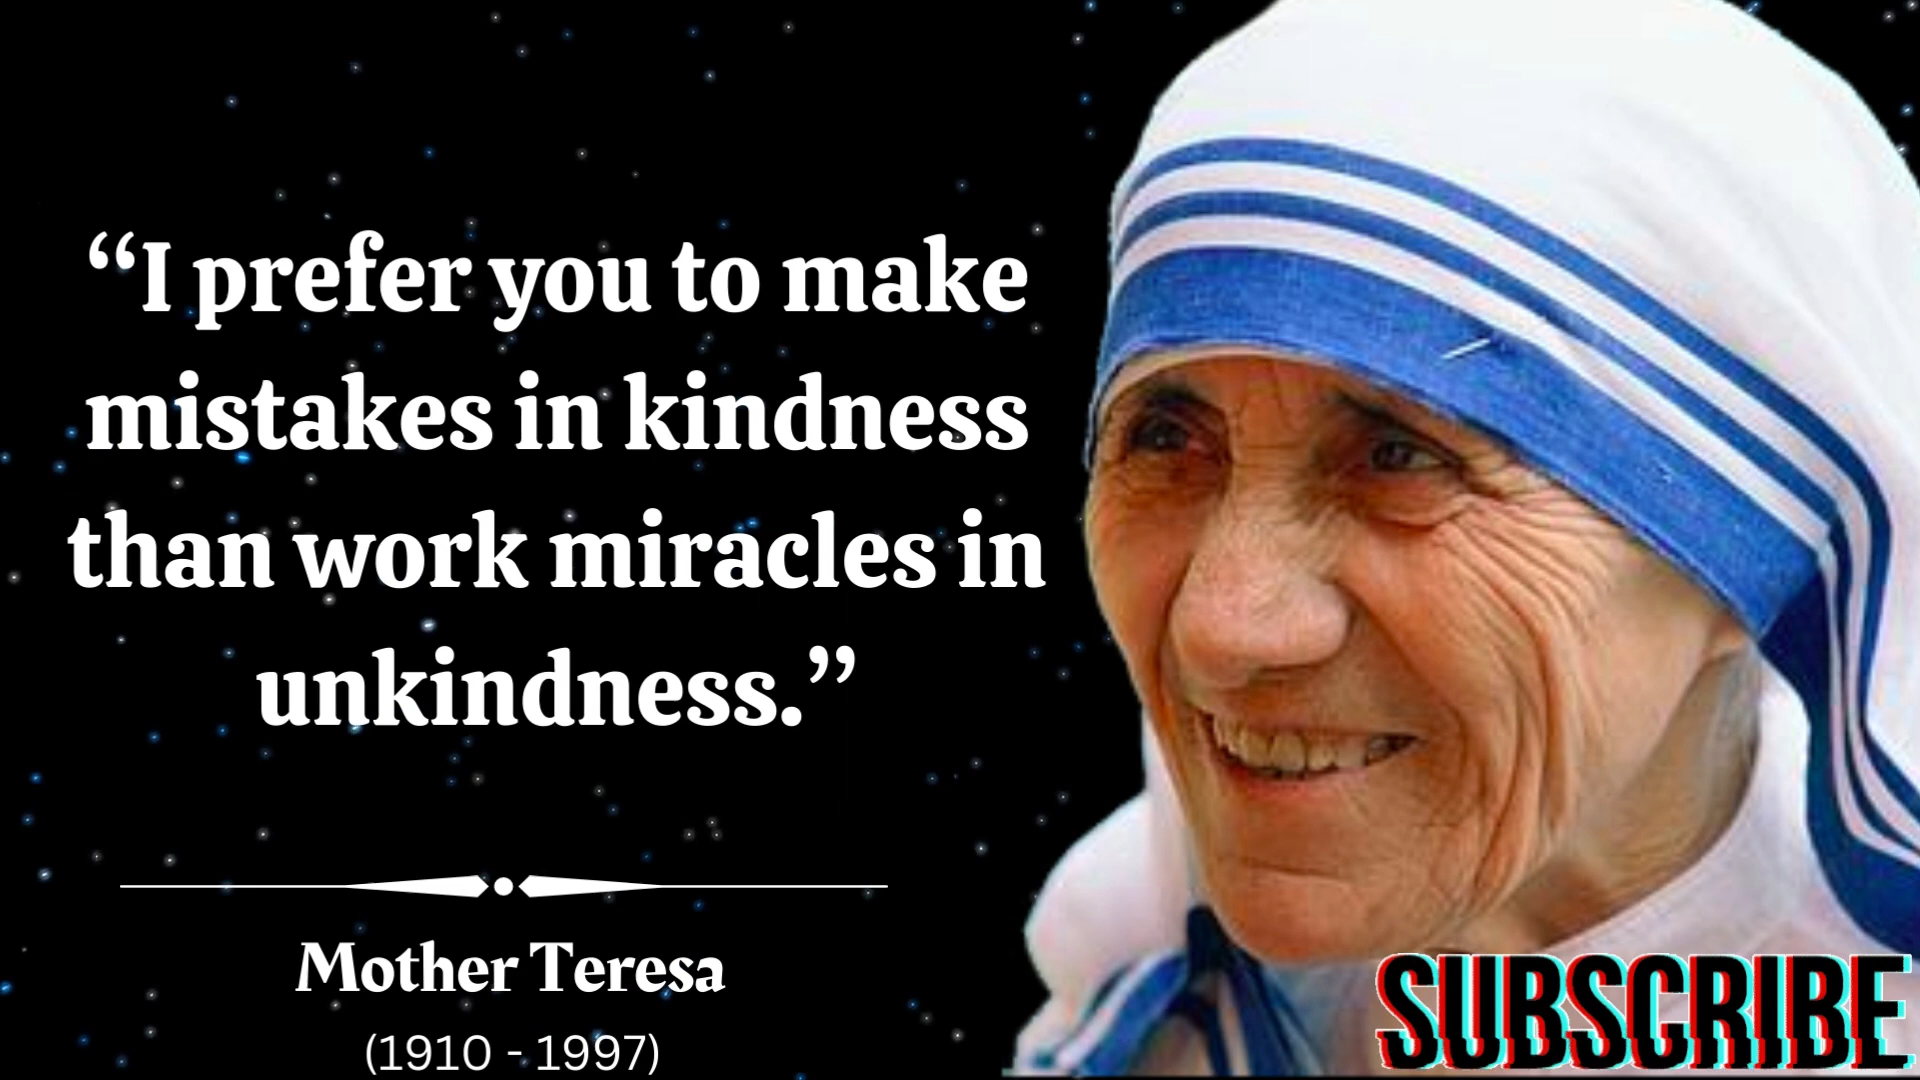 “I prefer you to make
mistakes in kindness
than work miracles in
unkindness.”
Mother Teresa
(1910 - 1997)
SUBSCRIBE